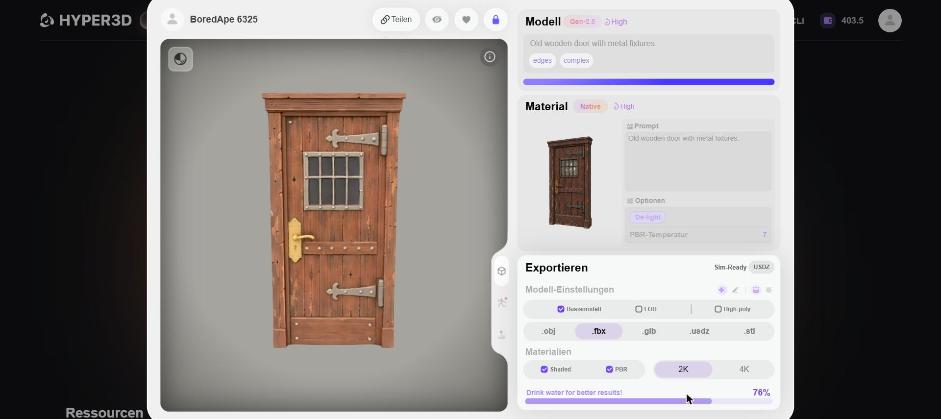 HYPER3D
BoredApe 6325
Teilen
Modell Gen-2.5 High
Old wooden door with metal fixtures.
edges complex
Material Native High
Prompt
Old wooden door with metal fixtures.
Optionen
De-light
PBR-Temperatur 7
Exportieren Sim-Ready USDZ
Modell-Einstellungen
Basismodell LOD High-poly
.obj .fbx .glb .usdz .stl
Materialien
Shaded PBR 2K 4K
Drink water for better results! 76%
403.5
Ressourcen